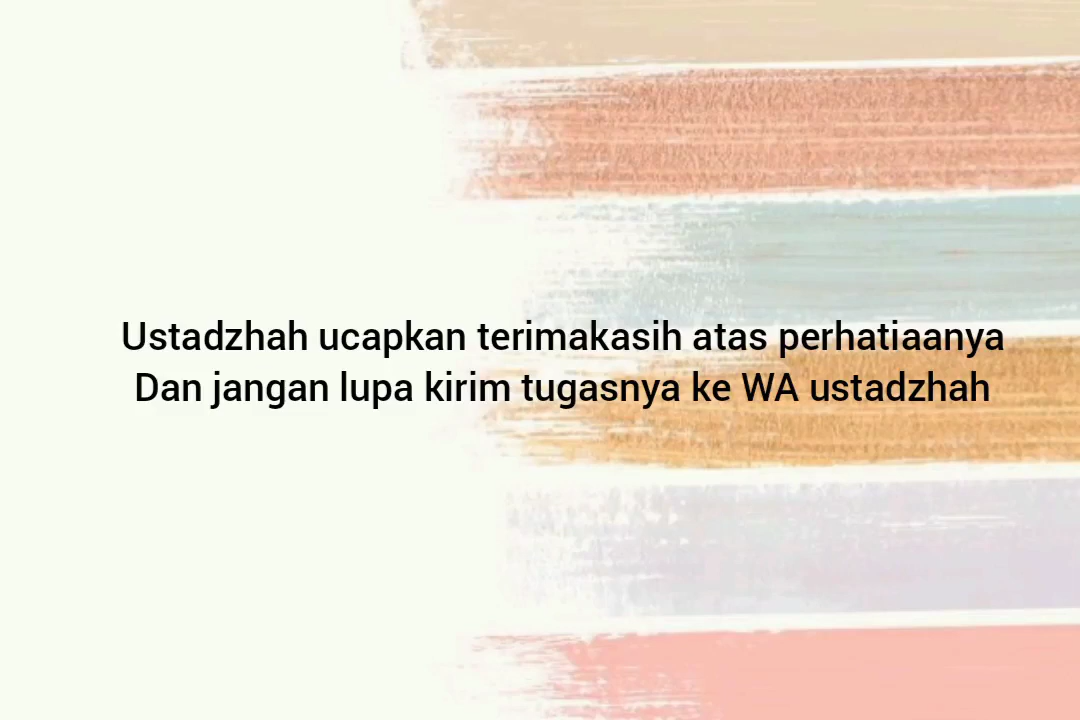 Ustadzhah ucapkan terimakasih atas perhatiaanya
Dan jangan lupa kirim tugasnya ke WA ustadzhah